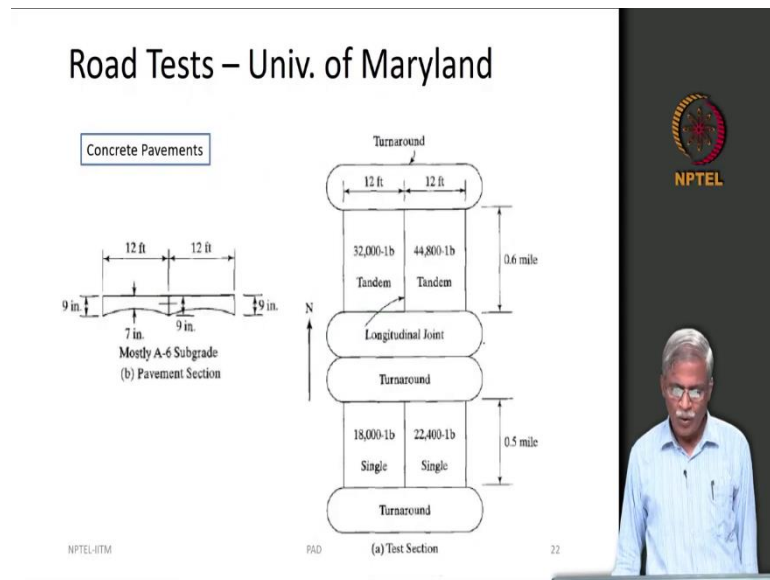 Road Tests – Univ. of Maryland
Concrete Pavements
NPTEL
Turnaround
12 ft 12 ft
32,000-1b 44,800-1b
Tandem Tandem
0.6 mile
Longitudinal Joint
N
Turnaround
18,000-1b 22,400-1b
Single Single
0.5 mile
Turnaround
(a) Test Section
12 ft 12 ft
9 in. 9 in.
7 in. 9 in.
Mostly A-6 Subgrade
(b) Pavement Section
NPTEL-IITM PAD 22